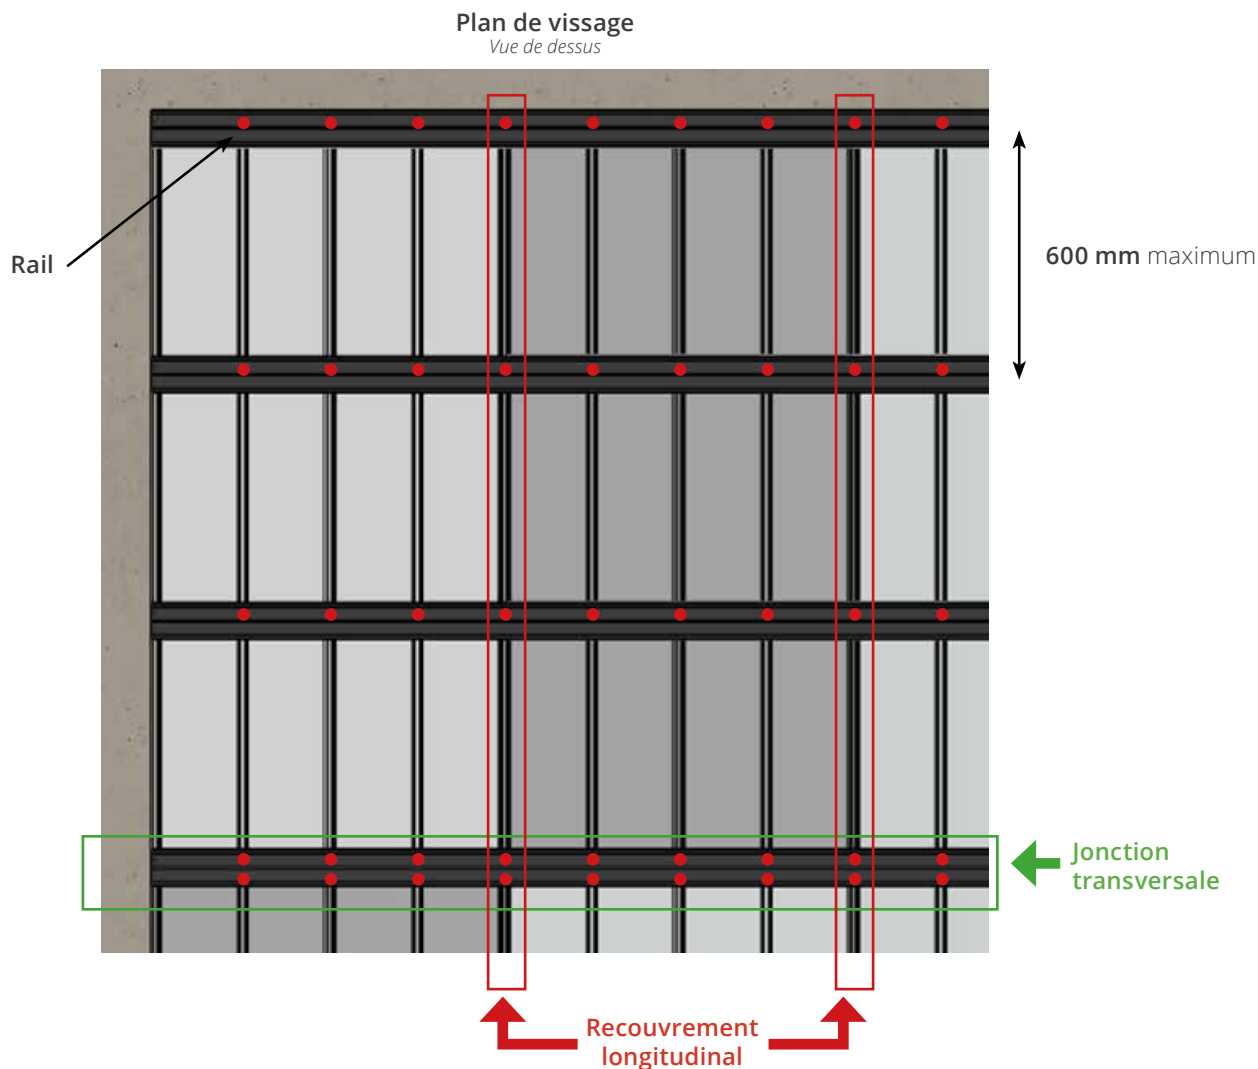 Plan de vissage
Vue de dessus
Rail
600 mm maximum
Jonction
transversale
Recouvrement
longitudinal